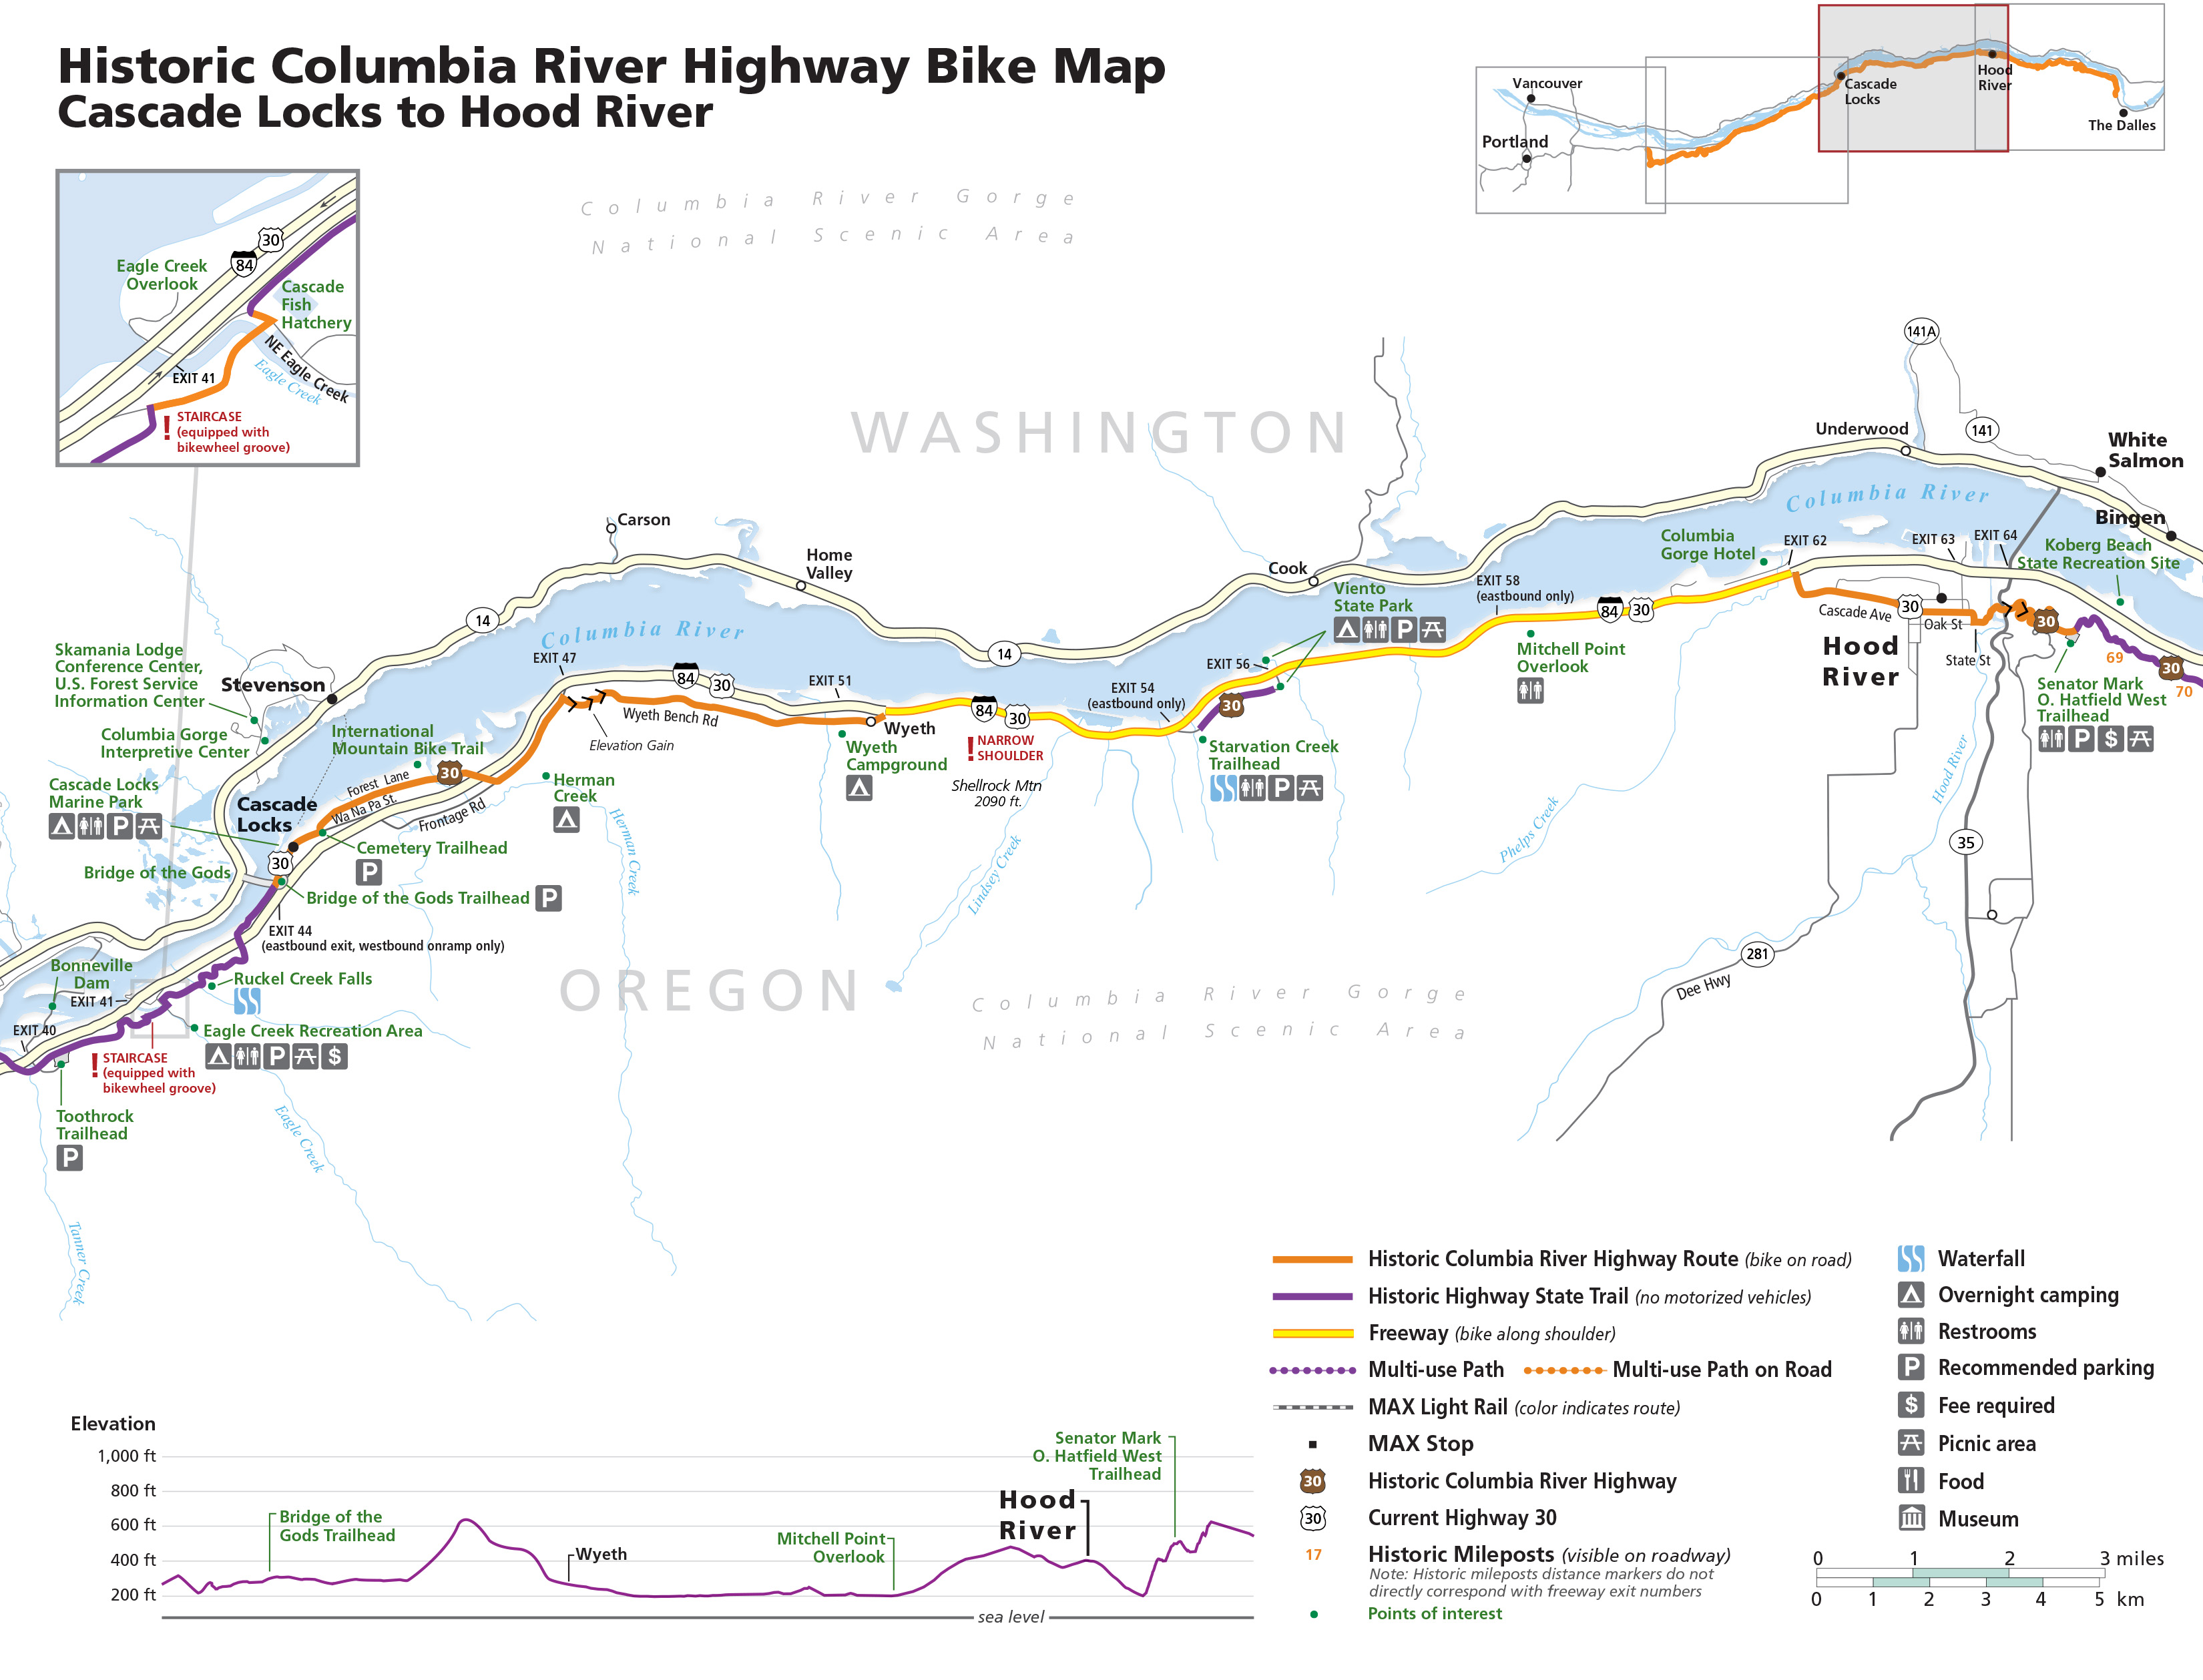 Historic Columbia River Highway Bike Map
Cascade Locks to Hood River
Vancouver
Portland
Cascade
Locks
Hood
River
The Dalles
Columbia River Gorge
National Scenic Area
Eagle Creek
Overlook
84
30
Cascade
Fish
Hatchery
NE Eagle Creek
Eagle Creek
EXIT 41
! STAIRCASE
(equipped with
bikewheel groove)
WASHINGTON
141A
141
Underwood
White
Salmon
Bingen
Columbia River
Carson
Home
Valley
Cook
14
Columbia River
14
EXIT 47
84
30
EXIT 51
Wyeth Bench Rd
Elevation Gain
Wyeth
Wyeth
Campground
84
30
! NARROW
SHOULDER
Shellrock Mtn
2090 ft.
EXIT 54
(eastbound only)
EXIT 56
30
Viento
State Park
P
Starvation Creek
Trailhead
P
EXIT 58
(eastbound only)
Mitchell Point
Overlook
84
30
Columbia
Gorge Hotel
EXIT 62
EXIT 63
EXIT 64
Koberg Beach
State Recreation Site
Cascade Ave
30
Oak St
State St
Hood
River
30
69
30
70
Senator Mark
O. Hatfield West
Trailhead
P $
Skamania Lodge
Conference Center,
U.S. Forest Service
Information Center
Stevenson
Columbia Gorge
Interpretive Center
International
Mountain Bike Trail
Cascade Locks
Marine Park
P
Cascade
Locks
Forest Lane
30
Wa Na Pa St.
Frontage Rd
Herman
Creek
Herman Creek
Cemetery Trailhead
P
30
Bridge of the Gods
Bridge of the Gods Trailhead
P
EXIT 44
(eastbound exit, westbound onramp only)
Bonneville
Dam
EXIT 41
EXIT 40
Ruckel Creek Falls
Eagle Creek Recreation Area
P $
! STAIRCASE
(equipped with
bikewheel groove)
Toothrock
Trailhead
P
Eagle Creek
Tanner Creek
OREGON
Lindsey Creek
Phelps Creek
Hood River
35
281
Dee Hwy
Columbia River Gorge
National Scenic Area
Elevation
1,000 ft
800 ft
600 ft
400 ft
200 ft
Bridge of the
Gods Trailhead
Wyeth
Mitchell Point
Overlook
Hood
River
Senator Mark
O. Hatfield West
Trailhead
sea level
Historic Columbia River Highway Route (bike on road)
Historic Highway State Trail (no motorized vehicles)
Freeway (bike along shoulder)
Multi-use Path
Multi-use Path on Road
MAX Light Rail (color indicates route)
MAX Stop
30 Historic Columbia River Highway
30 Current Highway 30
17 Historic Mileposts (visible on roadway)
Note: Historic mileposts distance markers do not
directly correspond with freeway exit numbers
Points of interest
Waterfall
Overnight camping
Restrooms
P Recommended parking
$ Fee required
Picnic area
Food
Museum
0 1 2 3 miles
0 1 2 3 4 5 km